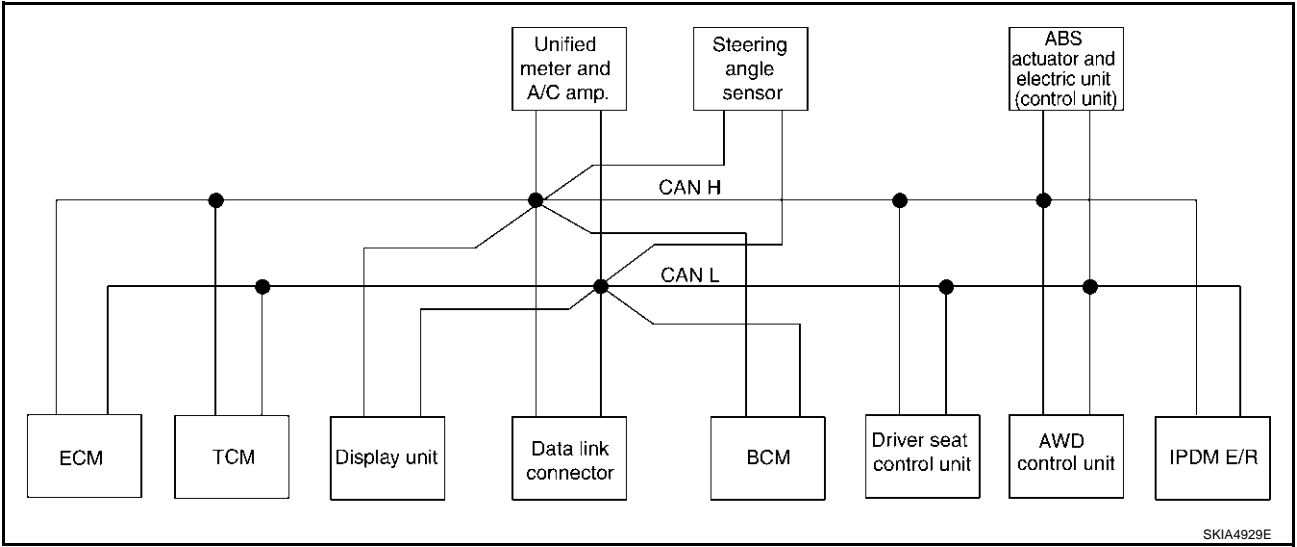 Unified
meter and
A/C amp.
Steering
angle
sensor
ABS
actuator and
electric unit
(control unit)
CAN H
CAN L
ECM
TCM
Display unit
Data link
connector
BCM
Driver seat
control unit
AWD
control unit
IPDM E/R
SKIA4929E